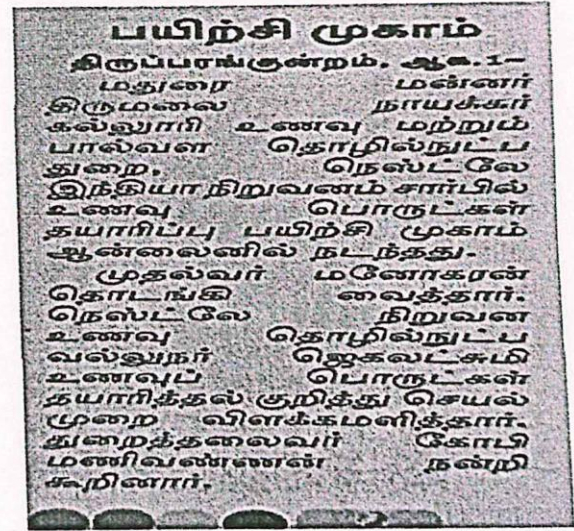 பயிற்சி முகாம்
திருப்பரங்குன்றம். ஆக. 1–
மதுரை மன்னர்
திருமலை நாயக்கர்
கல்லூரி உணவு மற்றும்
பால்வள தொழில்நுட்ப
துறை, நெஸ்ட்லே
இந்தியா நிறுவனம் சார்பில்
உணவு பொருட்கள்
தயாரிப்பு பயிற்சி முகாம்
ஆன்லைனில் நடந்தது.
முதல்வர் மனோகரன்
தொடங்கி வைத்தார்.
நெஸ்ட்லே நிறுவன
உணவு தொழில்நுட்ப
வல்லுநர் ஜெகலட்சுமி
உணவுப் பொருட்கள்
தயாரித்தல் குறித்து செயல்
முறை விளக்கமளித்தார்.
துறைத்தலைவர் கோபி
மணிவண்ணன் நன்றி
கூறினார்.